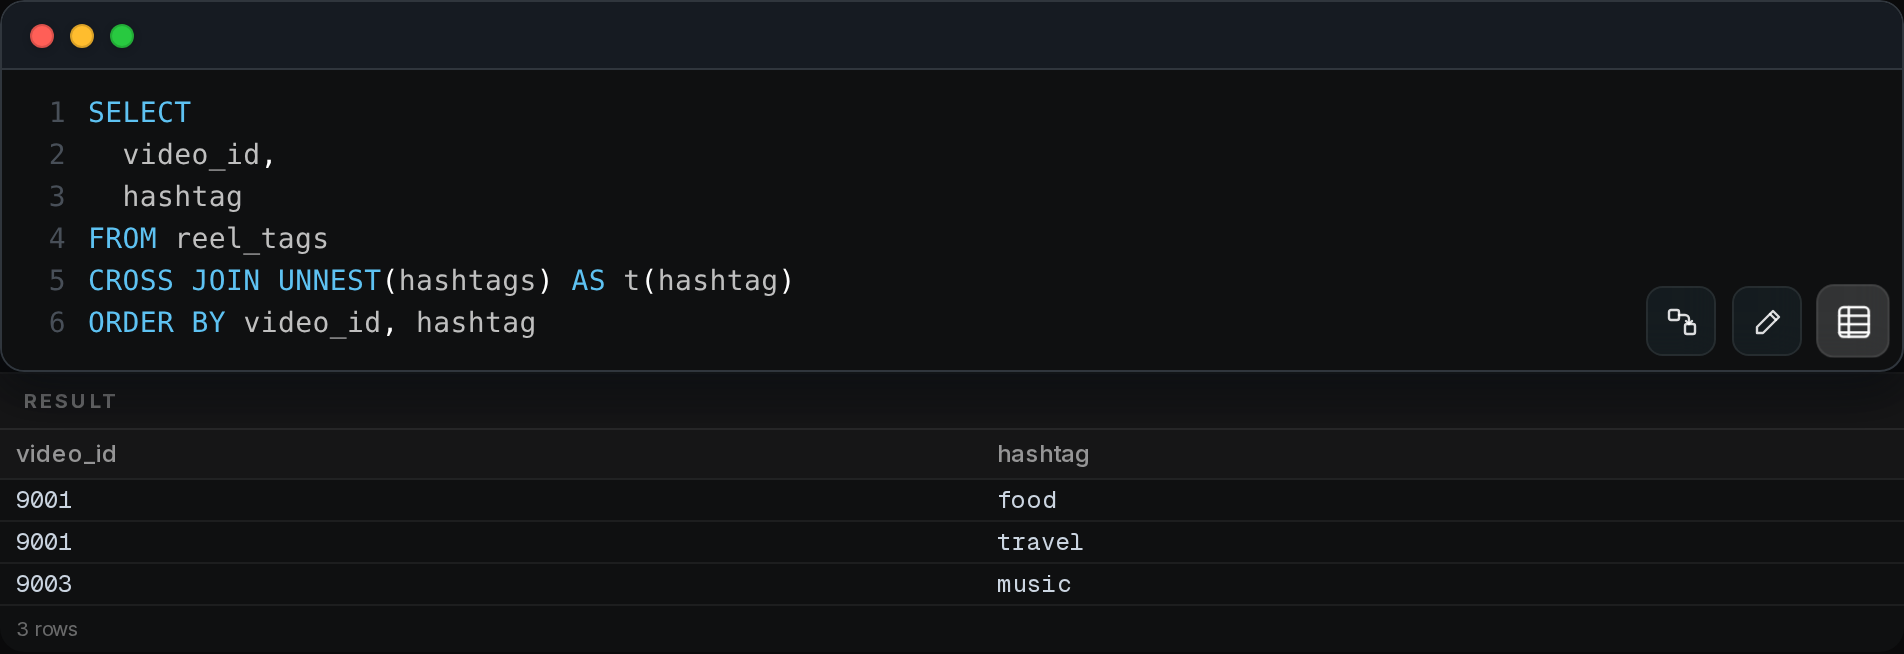 1 SELECT
2   video_id,
3   hashtag
4 FROM reel_tags
5 CROSS JOIN UNNEST(hashtags) AS t(hashtag)
6 ORDER BY video_id, hashtag
RESULT
video_id hashtag
9001 food
9001 travel
9003 music
3 rows